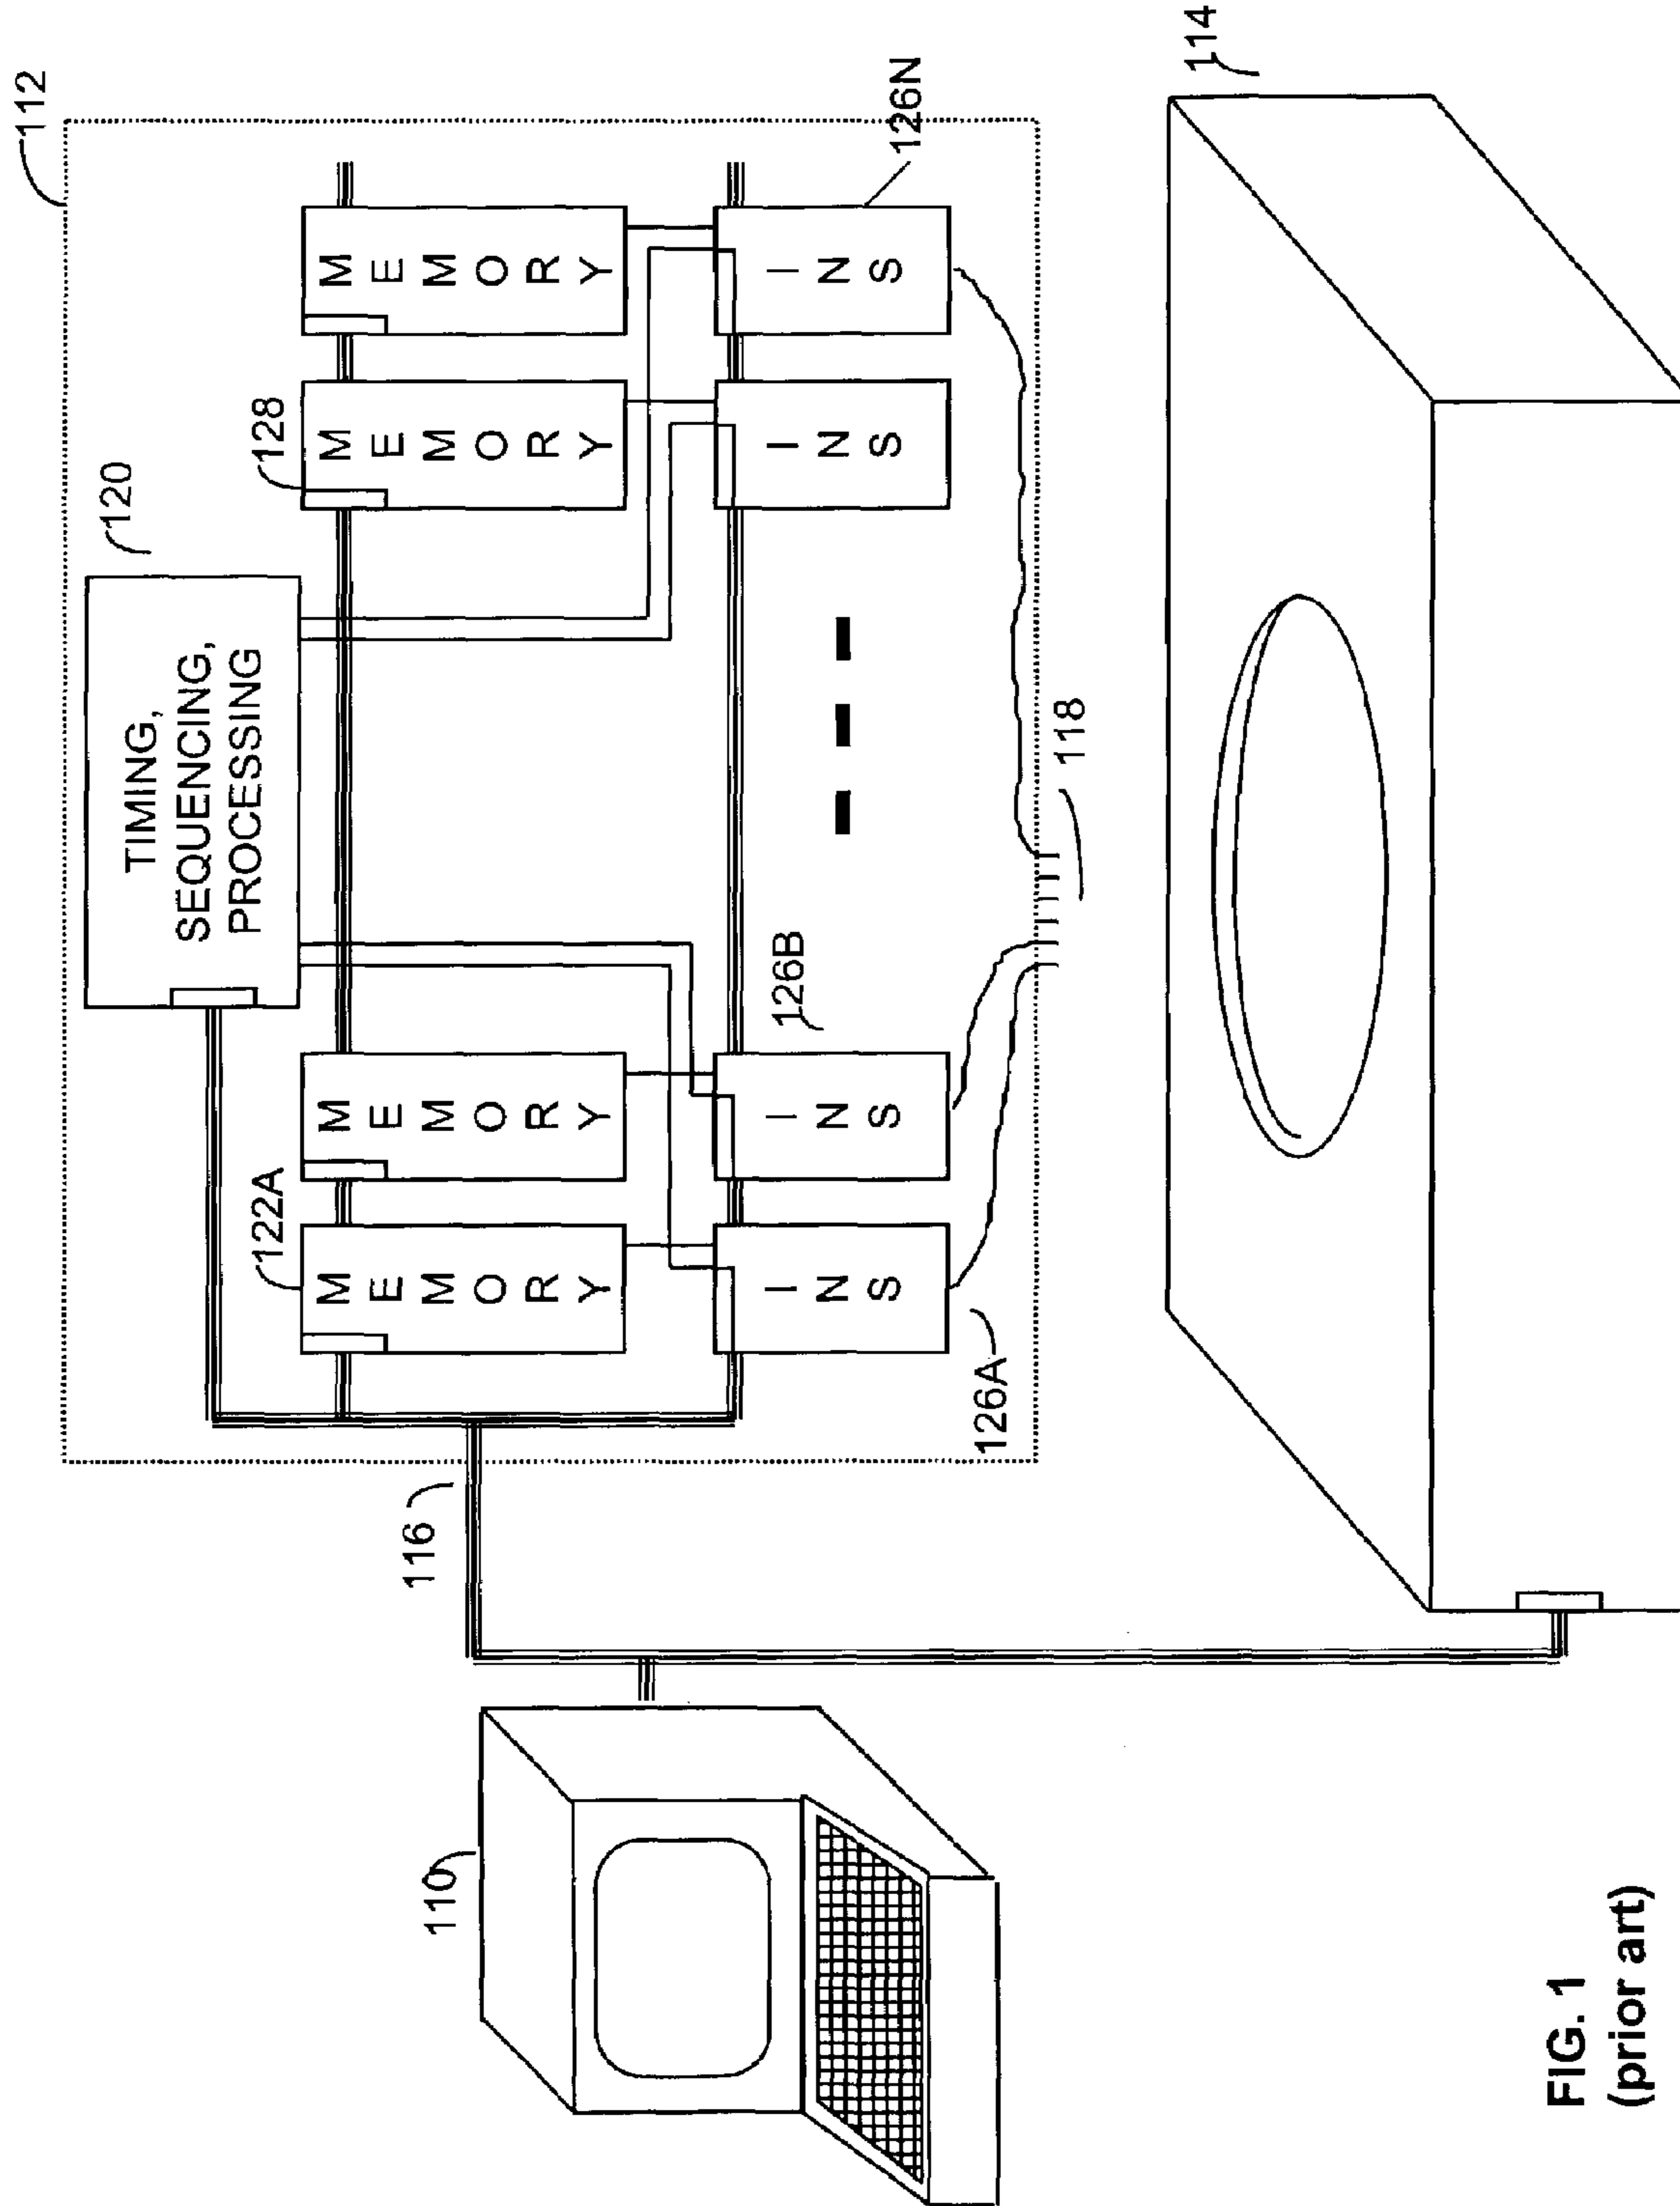 112
120
TIMING,
SEQUENCING,
PROCESSING
122A
128
MEMORY
MEMORY
MEMORY
MEMORY
116
110
126B
126N
INS
INS
INS
INS
126A
118
114
FIG. 1
(prior art)